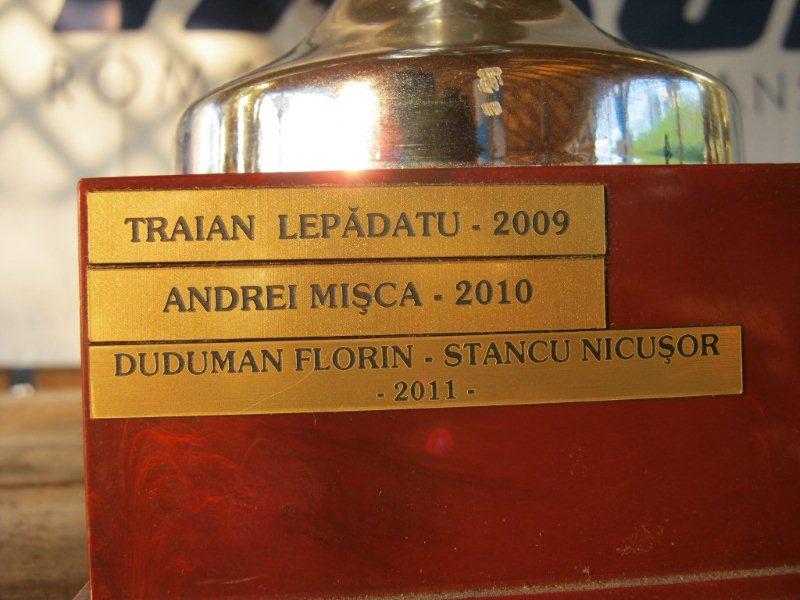 TRAIAN LEPĂDATU - 2009
ANDREI MIŞCA - 2010
DUDUMAN FLORIN - STANCU NICUŞOR
- 2011 -